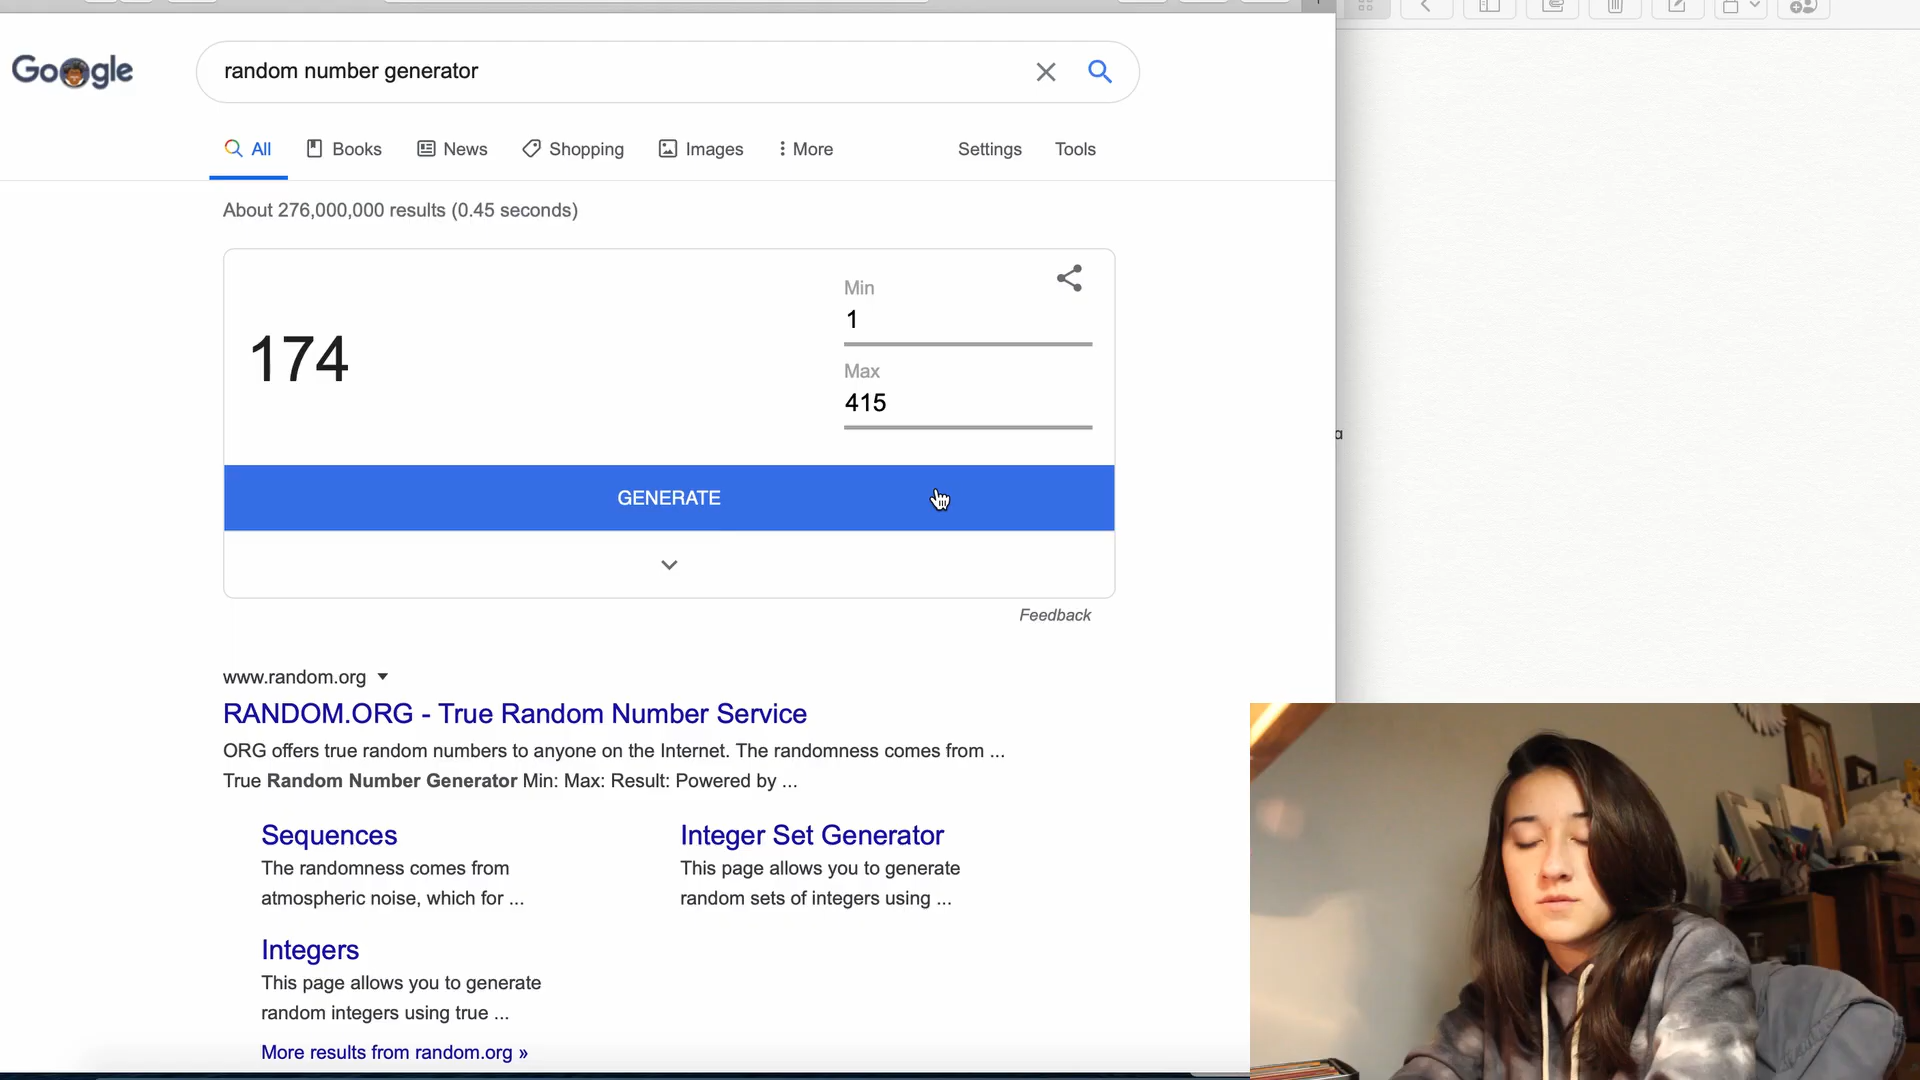 Google
random number generator
All
Books
News
Shopping
Images
More
Settings
Tools
About 276,000,000 results (0.45 seconds)
Min
1
174
Max
415
GENERATE
Feedback
www.random.org
RANDOM.ORG - True Random Number Service
ORG offers true random numbers to anyone on the Internet. The randomness comes from ...
True Random Number Generator Min: Max: Result: Powered by ...
Sequences
The randomness comes from
atmospheric noise, which for ...
Integer Set Generator
This page allows you to generate
random sets of integers using ...
Integers
This page allows you to generate
random integers using true ...
More results from random.org »
a